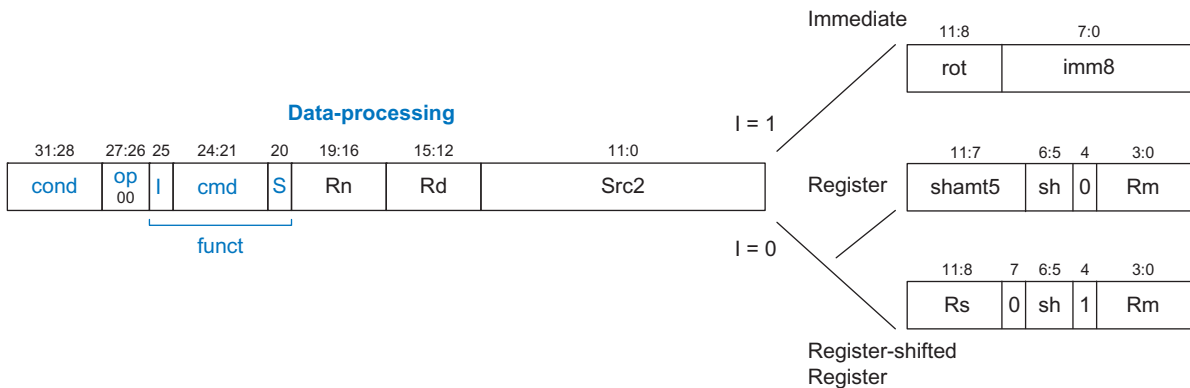 Immediate
11:8 7:0
rot imm8
Data-processing
I = 1
31:28 27:26 25 24:21 20 19:16 15:12 11:0
cond op 00 I cmd S Rn Rd Src2
funct
I = 0
Register
11:7 6:5 4 3:0
shamt5 sh 0 Rm
11:8 7 6:5 4 3:0
Rs 0 sh 1 Rm
Register-shifted
Register